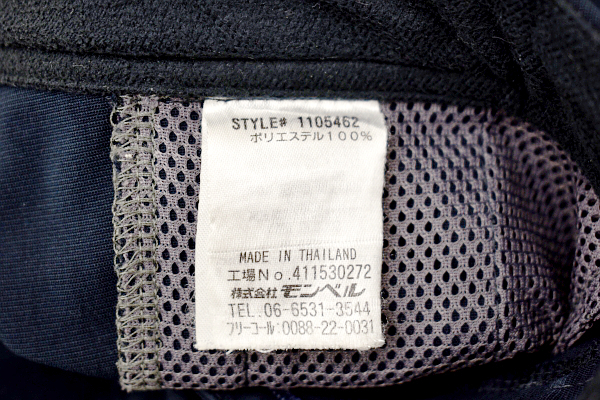 STYLE# 1105462
ポリエステル100%
MADE IN THAILAND
工場No.411530272
株式会社 モンベル
TEL.06-6531-3544
フリーコール:0088-22-0031